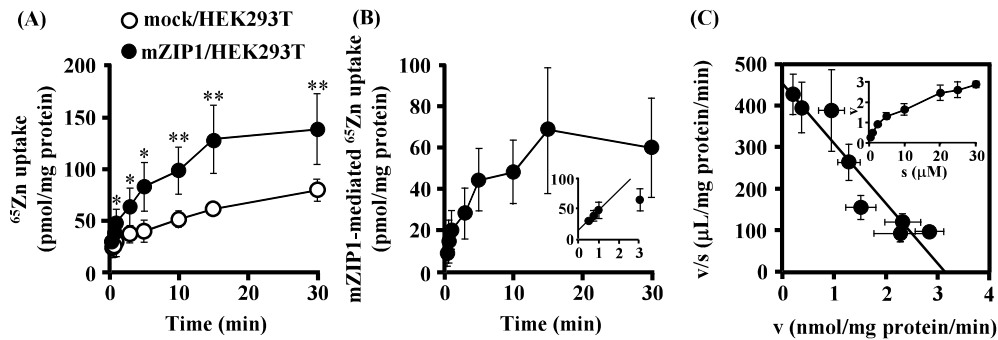 (A)
mock/HEK293T
mZIP1/HEK293T
⁶⁵Zn uptake
(pmol/mg protein)
200
150
100
50
0
* * * ** ** **
0 10 20 30
Time (min)
(B)
mZIP1-mediated ⁶⁵Zn uptake
(pmol/mg protein)
100
80
60
40
20
0
0 10 20 30
Time (min)
100
50
0
0 1 2 3
(C)
v/s (μL/mg protein/min)
500
400
300
200
100
0
0 1 2 3 4
v (nmol/mg protein/min)
v
3
2
1
0
0 10 20 30
s (μM)